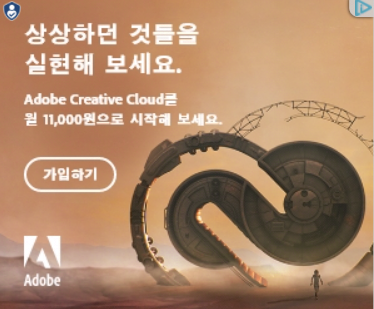 상상하던 것들을
실현해 보세요.
Adobe Creative Cloud를
월 11,000원으로 시작해 보세요.
가입하기
Adobe